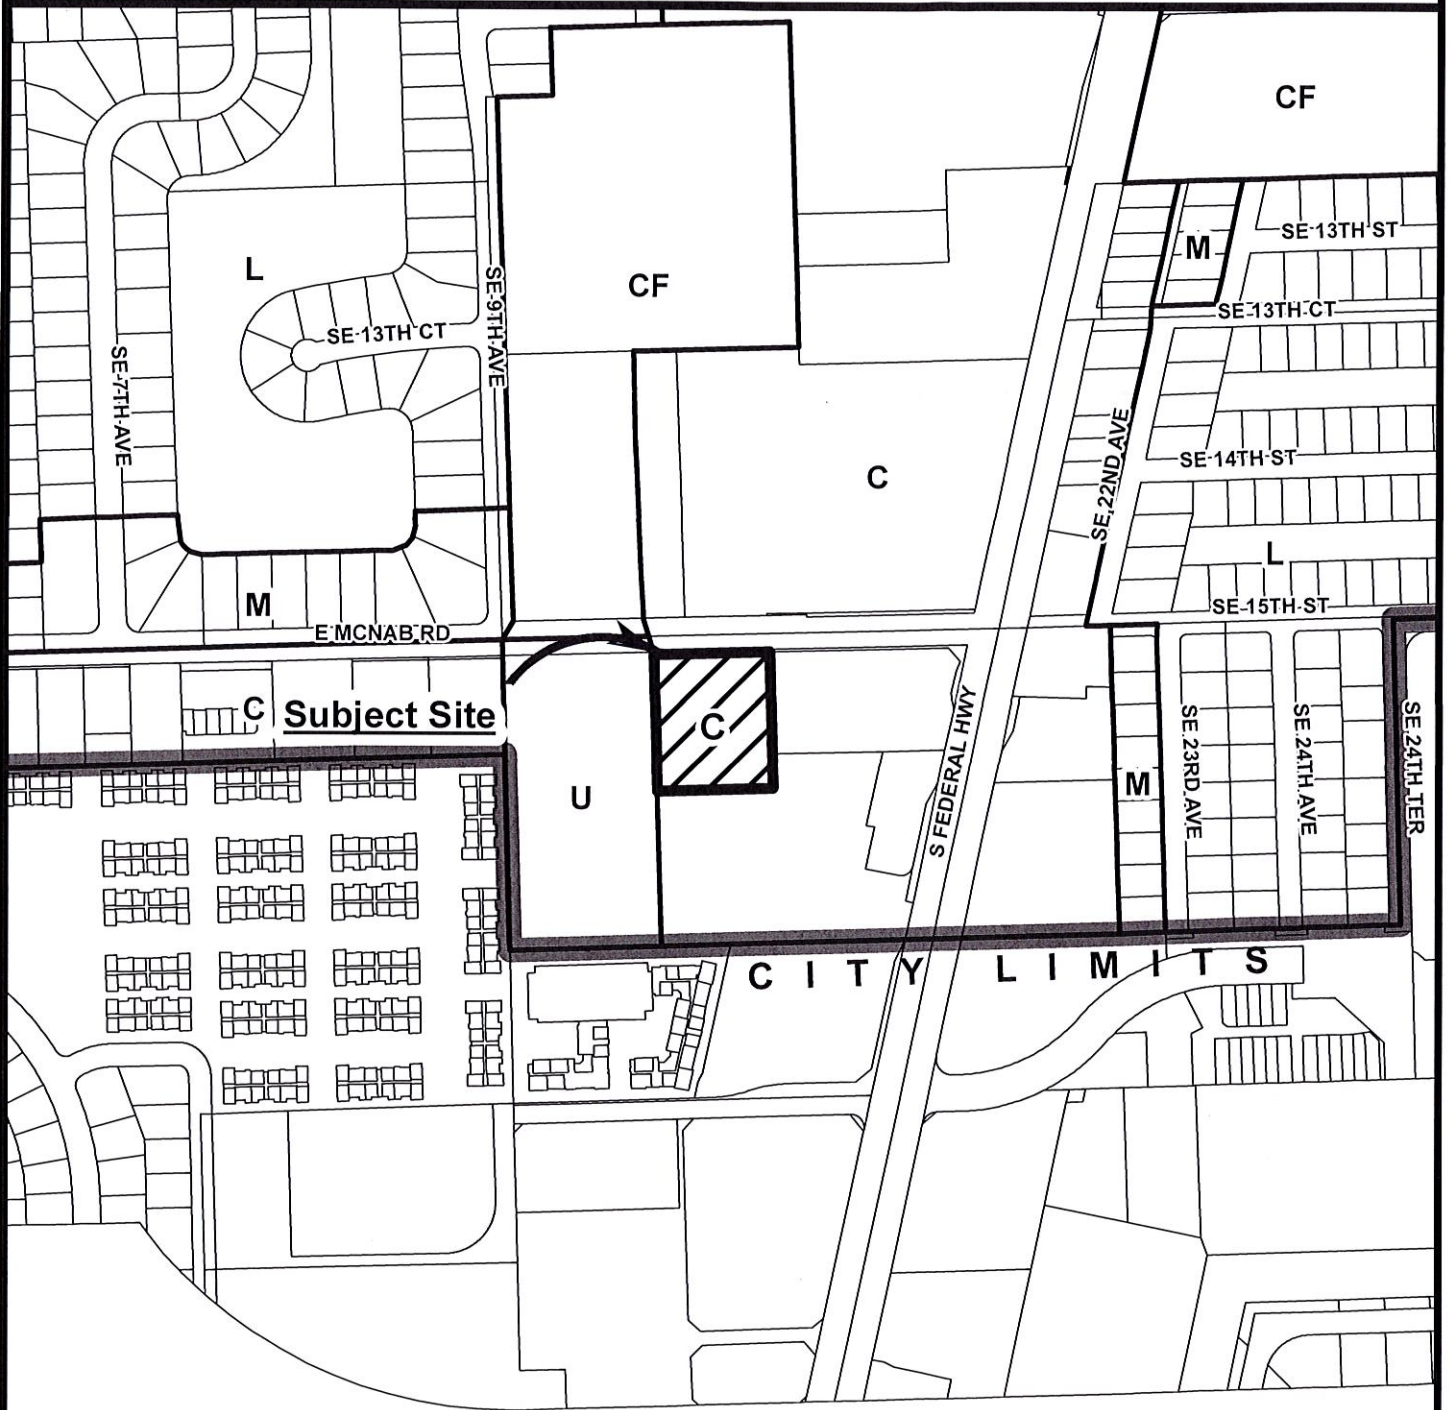 CF
SE 13TH ST
M
L
CF
SE 9TH AVE
SE 13TH CT
SE 13TH CT
SE 7TH AVE
SE 22ND AVE
SE 14TH ST
C
L
M
SE 15TH ST
E MCNAB RD
C
Subject Site
C
S FEDERAL HWY
SE 23RD AVE
SE 24TH AVE
SE 24TH TER
M
U
CITY LIMITS